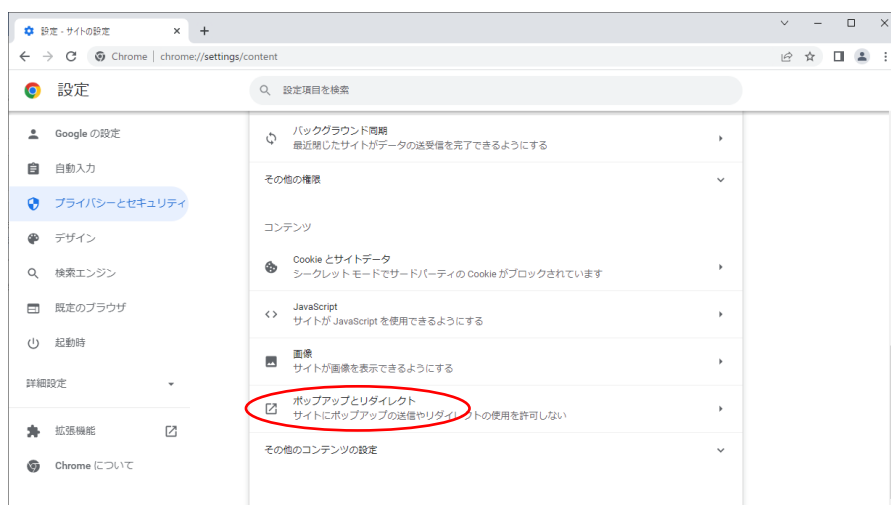 設定 - サイトの設定
Chrome | chrome://settings/content
設定
設定項目を検索
Google の設定
自動入力
プライバシーとセキュリティ
デザイン
検索エンジン
既定のブラウザ
起動時
詳細設定
拡張機能
Chrome について
バックグラウンド同期
最近閉じたサイトがデータの送受信を完了できるようにする
その他の権限
コンテンツ
Cookie とサイトデータ
シークレット モードでサードパーティの Cookie がブロックされています
JavaScript
サイトが JavaScript を使用できるようにする
画像
サイトが画像を表示できるようにする
ポップアップとリダイレクト
サイトにポップアップの送信やリダイレクトの使用を許可しない
その他のコンテンツの設定